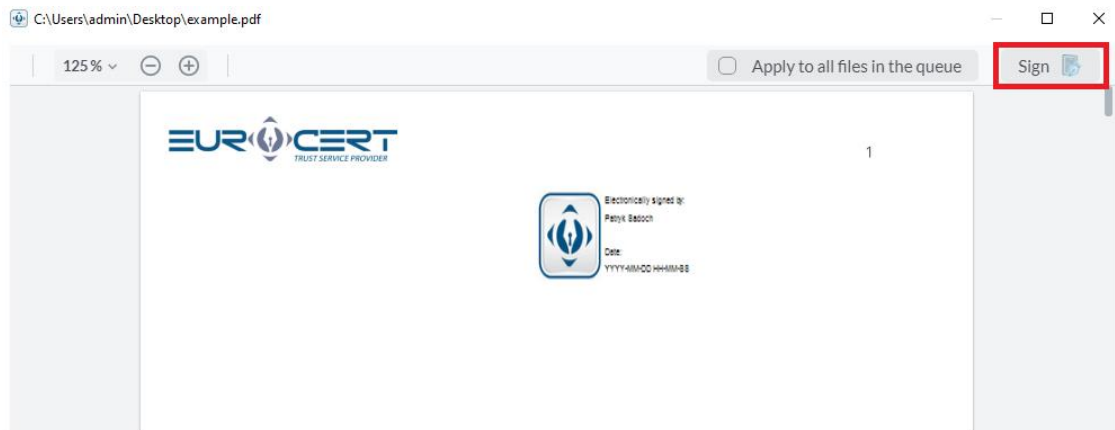 C:\Users\admin\Desktop\example.pdf
125% Apply to all files in the queue Sign
EUROCERT
TRUST SERVICE PROVIDER
1
Electronically signed by:
Patryk Sadoch
Date:
YYYY-MM-DD HH-MM-SS